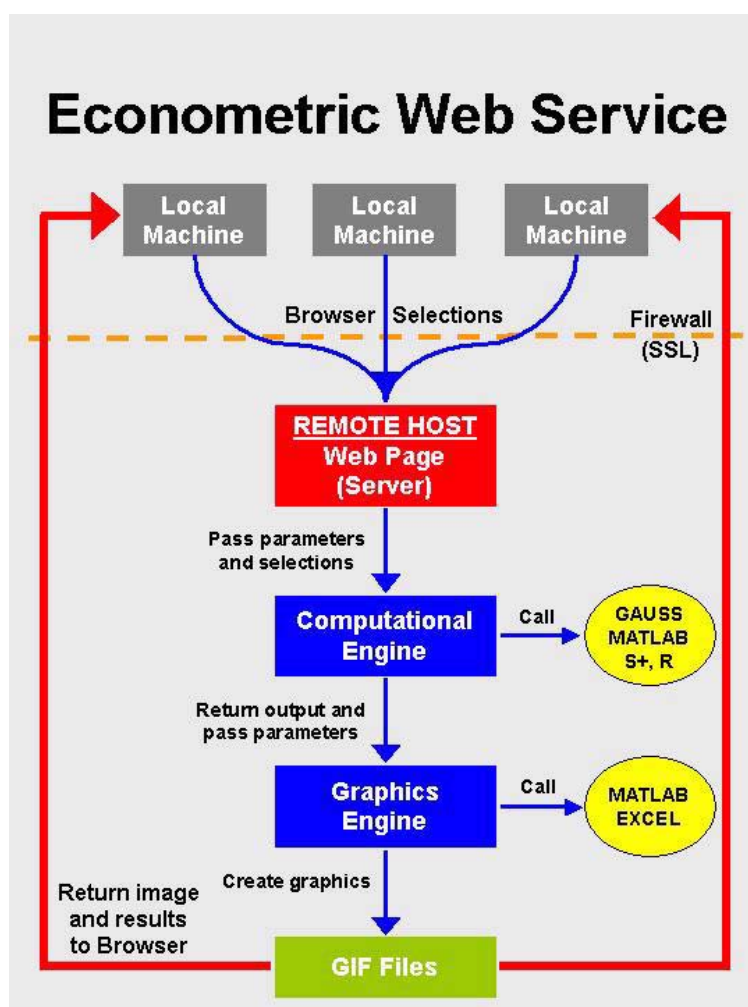 Econometric Web Service
Local
Machine
Local
Machine
Local
Machine
Browser Selections
Firewall
(SSL)
REMOTE HOST
Web Page
(Server)
Pass parameters
and selections
Computational
Engine
Call
GAUSS
MATLAB
S+, R
Return output and
pass parameters
Graphics
Engine
Call
MATLAB
EXCEL
Create graphics
Return image
and results
to Browser
GIF Files